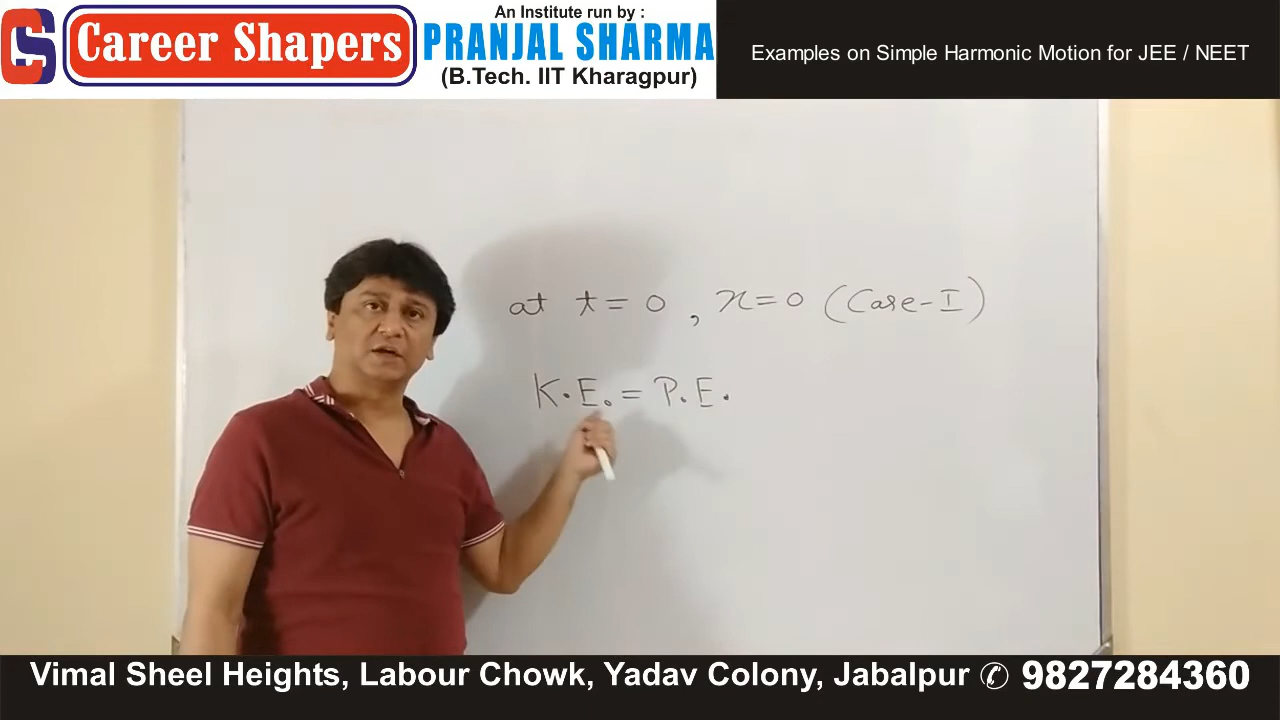 CS Career Shapers
An Institute run by :
PRANJAL SHARMA
(B.Tech. IIT Kharagpur)
Examples on Simple Harmonic Motion for JEE / NEET
at t = 0 , x = 0 (Case-I)
K.E. = P.E.
Vimal Sheel Heights, Labour Chowk, Yadav Colony, Jabalpur ✆ 9827284360